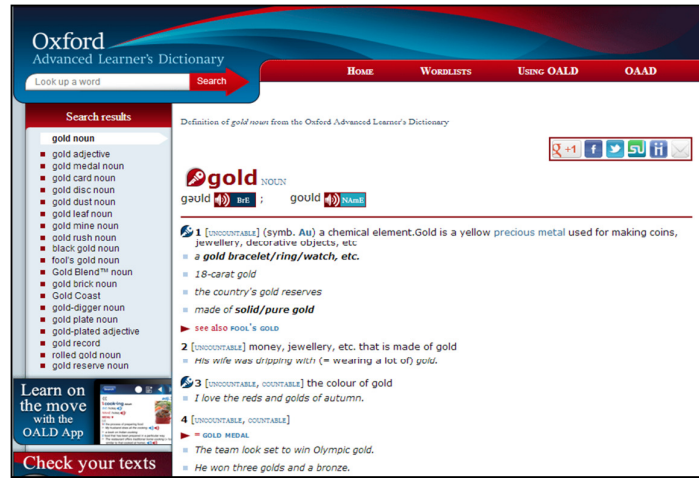 Oxford
Advanced Learner's Dictionary
Look up a word
Search
HOME WORDLISTS USING OALD OAAD
Search results
gold noun
gold adjective
gold medal noun
gold card noun
gold disc noun
gold dust noun
gold leaf noun
gold mine noun
gold rush noun
black gold noun
fool's gold noun
Gold Blend™ noun
gold brick noun
Gold Coast
gold-digger noun
gold plate noun
gold-plated adjective
gold record
rolled gold noun
gold reserve noun
Learn on
the move
with the
OALD App
Check your texts
Definition of gold noun from the Oxford Advanced Learner's Dictionary
g +1
gold NOUN
ɡəʊld BrE ; ɡoʊld NAmE
1 [UNCOUNTABLE] (symb. Au) a chemical element.Gold is a yellow precious metal used for making coins,
jewellery, decorative objects, etc
a gold bracelet/ring/watch, etc.
18-carat gold
the country's gold reserves
made of solid/pure gold
see also FOOL'S GOLD
2 [UNCOUNTABLE] money, jewellery, etc. that is made of gold
His wife was dripping with (= wearing a lot of) gold.
3 [UNCOUNTABLE, COUNTABLE] the colour of gold
I love the reds and golds of autumn.
4 [UNCOUNTABLE, COUNTABLE]
= GOLD MEDAL
The team look set to win Olympic gold.
He won three golds and a bronze.